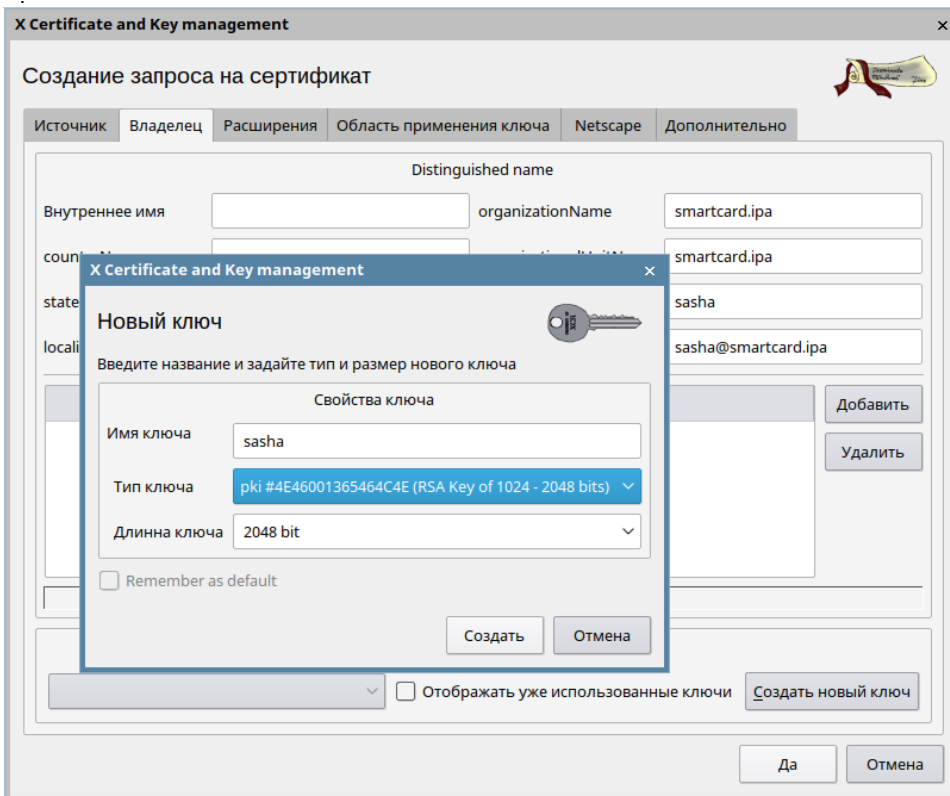 X Certificate and Key management ×
Создание запроса на сертификат
Источник Владелец Расширения Область применения ключа Netscape Дополнительно
Distinguished name
Внутреннее имя organizationName smartcard.ipa
smartcard.ipa
state sasha
locali sasha@smartcard.ipa
Добавить
Удалить
X Certificate and Key management ×
Новый ключ
Введите название и задайте тип и размер нового ключа
Свойства ключа
Имя ключа sasha
Тип ключа pki #4E46001365464C4E (RSA Key of 1024 - 2048 bits)
Длинна ключа 2048 bit
Remember as default
Создать Отмена
Отображать уже использованные ключи Создать новый ключ
Да Отмена